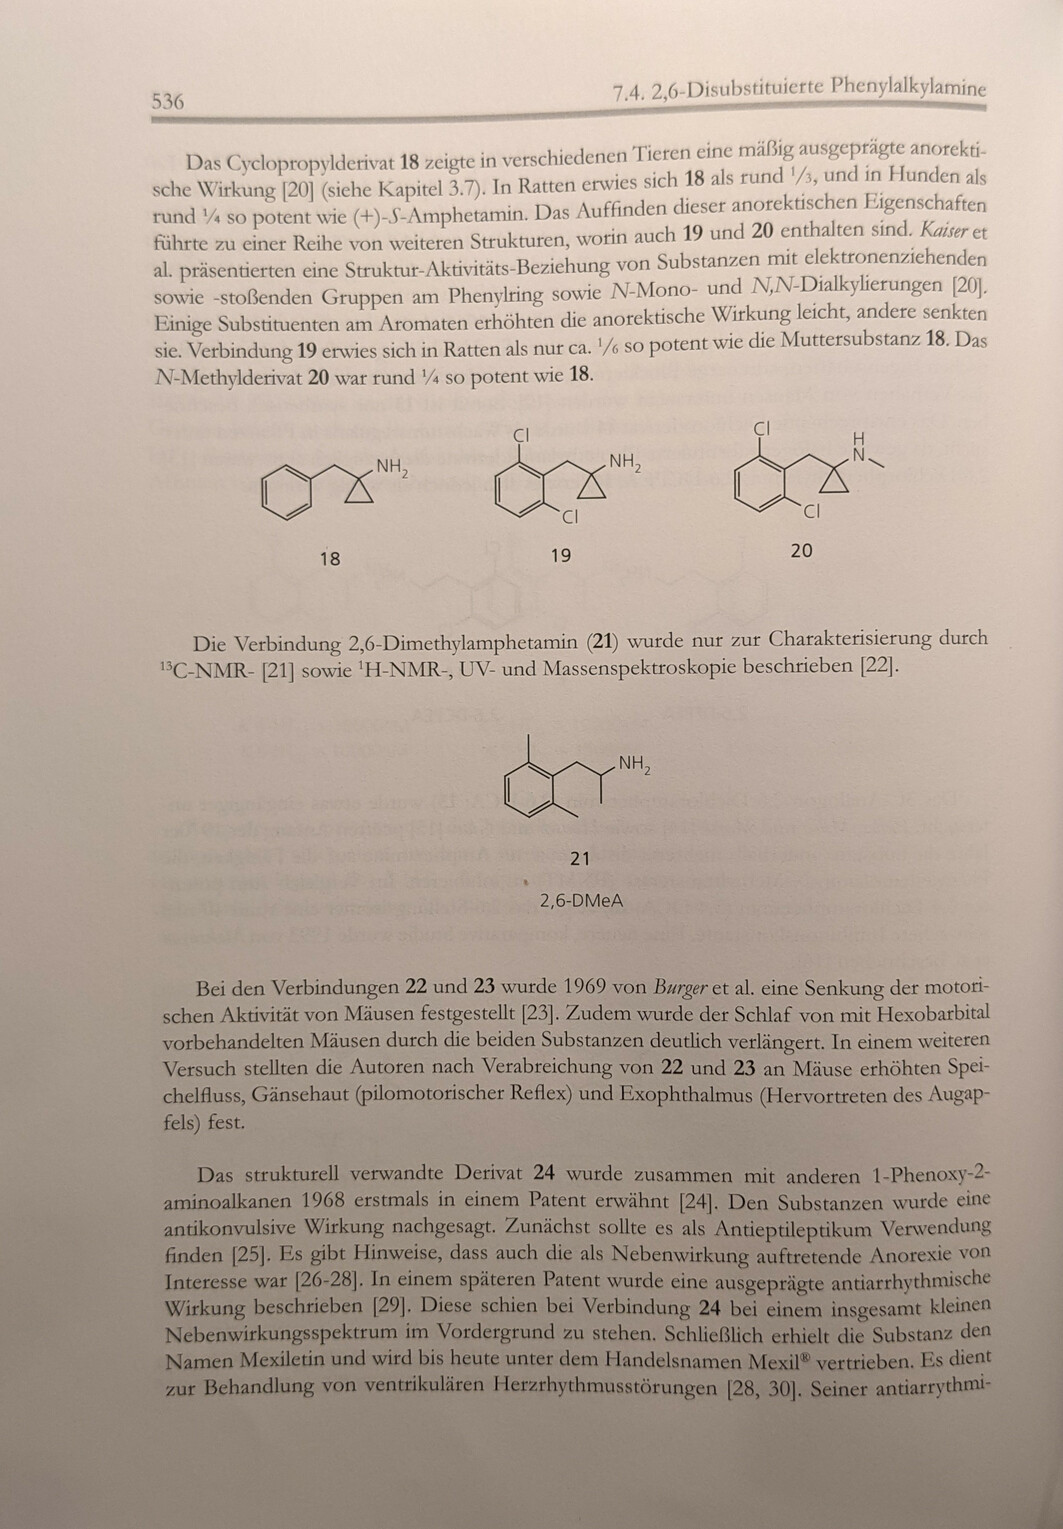 536
7.4. 2,6-Disubstituierte Phenylalkylamine
Das Cyclopropylderivat 18 zeigte in verschiedenen Tieren eine mäßig ausgeprägte anorekti-
sche Wirkung [20] (siehe Kapitel 3.7). In Ratten erwies sich 18 als rund ¹/₃, und in Hunden als
rund ¼ so potent wie (+)-S-Amphetamin. Das Auffinden dieser anorektischen Eigenschaften
führte zu einer Reihe von weiteren Strukturen, worin auch 19 und 20 enthalten sind. Kaiser et
al. präsentierten eine Struktur-Aktivitäts-Beziehung von Substanzen mit elektronenziehenden
sowie -stoßenden Gruppen am Phenylring sowie N-Mono- und N,N-Dialkylierungen [20].
Einige Substituenten am Aromaten erhöhten die anorektische Wirkung leicht, andere senkten
sie. Verbindung 19 erwies sich in Ratten als nur ca. ¹/₆ so potent wie die Muttersubstanz 18. Das
N-Methylderivat 20 war rund ¼ so potent wie 18.
NH₂
18
Cl
NH₂
Cl
19
Cl
H
N
Cl
20
Die Verbindung 2,6-Dimethylamphetamin (21) wurde nur zur Charakterisierung durch
¹³C-NMR- [21] sowie ¹H-NMR-, UV- und Massenspektroskopie beschrieben [22].
NH₂
21
2,6-DMeA
Bei den Verbindungen 22 und 23 wurde 1969 von Burger et al. eine Senkung der motori-
schen Aktivität von Mäusen festgestellt [23]. Zudem wurde der Schlaf von mit Hexobarbital
vorbehandelten Mäusen durch die beiden Substanzen deutlich verlängert. In einem weiteren
Versuch stellten die Autoren nach Verabreichung von 22 und 23 an Mäuse erhöhten Spei-
chelfluss, Gänsehaut (pilomotorischer Reflex) und Exophthalmus (Hervortreten des Augap-
fels) fest.
Das strukturell verwandte Derivat 24 wurde zusammen mit anderen 1-Phenoxy-2-
aminoalkanen 1968 erstmals in einem Patent erwähnt [24]. Den Substanzen wurde eine
antikonvulsive Wirkung nachgesagt. Zunächst sollte es als Antieptileptikum Verwendung
finden [25]. Es gibt Hinweise, dass auch die als Nebenwirkung auftretende Anorexie von
Interesse war [26-28]. In einem späteren Patent wurde eine ausgeprägte antiarrhythmische
Wirkung beschrieben [29]. Diese schien bei Verbindung 24 bei einem insgesamt kleinen
Nebenwirkungsspektrum im Vordergrund zu stehen. Schließlich erhielt die Substanz den
Namen Mexiletin und wird bis heute unter dem Handelsnamen Mexil® vertrieben. Es dient
zur Behandlung von ventrikulären Herzrhythmusstörungen [28, 30]. Seiner antiarrythmi-